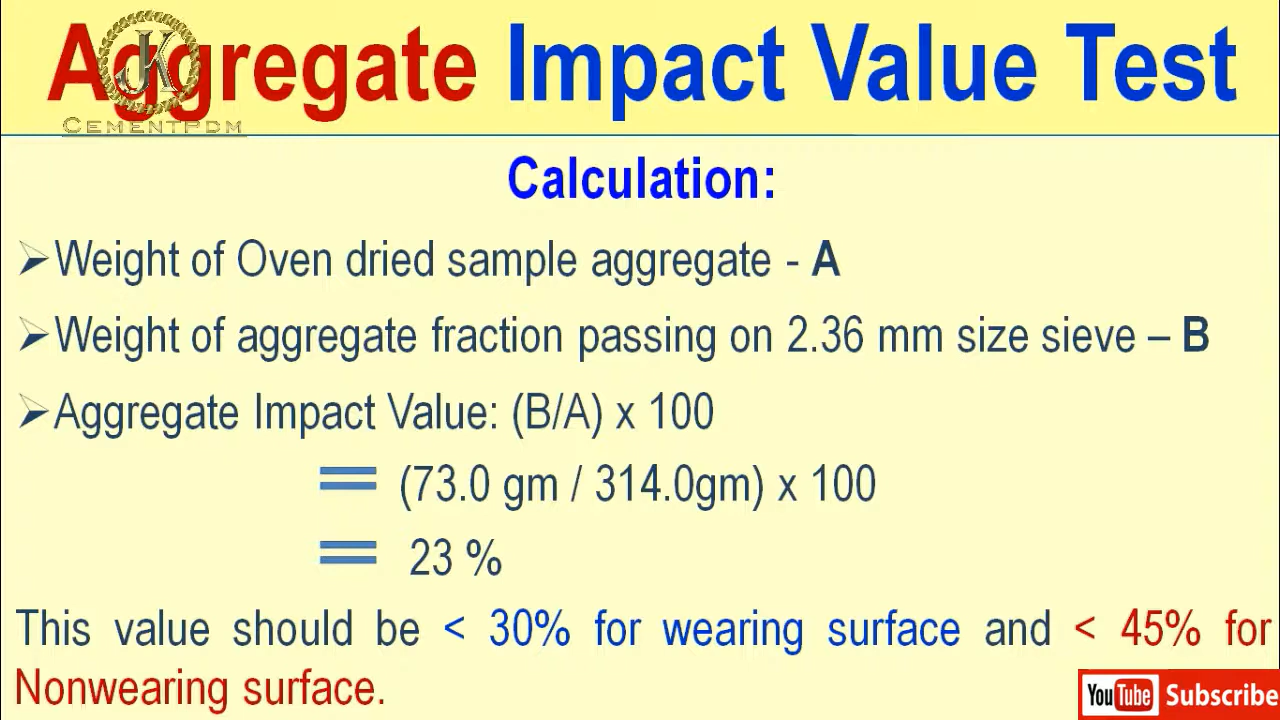 Aggregate Impact Value Test
JK
CEMENTPDM
Calculation:
➢Weight of Oven dried sample aggregate - A
➢Weight of aggregate fraction passing on 2.36 mm size sieve – B
➢Aggregate Impact Value: (B/A) x 100
= (73.0 gm / 314.0gm) x 100
= 23 %
This value should be < 30% for wearing surface and < 45% for
Nonwearing surface.
YouTube Subscribe